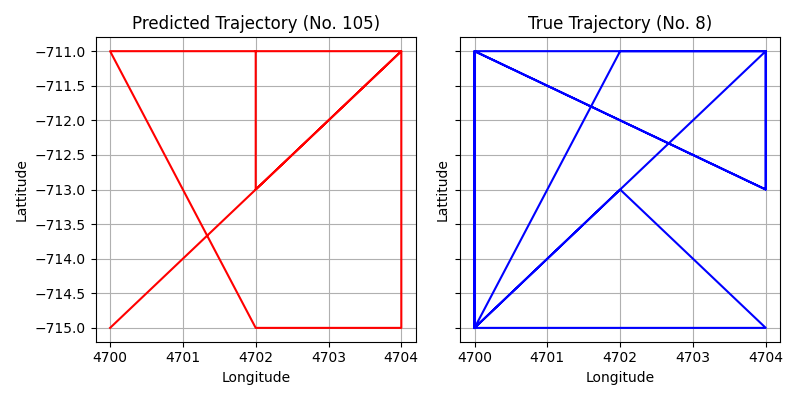 Predicted Trajectory (No. 105)
True Trajectory (No. 8)
−711.0
−711.5
−712.0
−712.5
−713.0
−713.5
−714.0
−714.5
−715.0
Lattitude
Lattitude
4700 4701 4702 4703 4704
4700 4701 4702 4703 4704
Longitude
Longitude